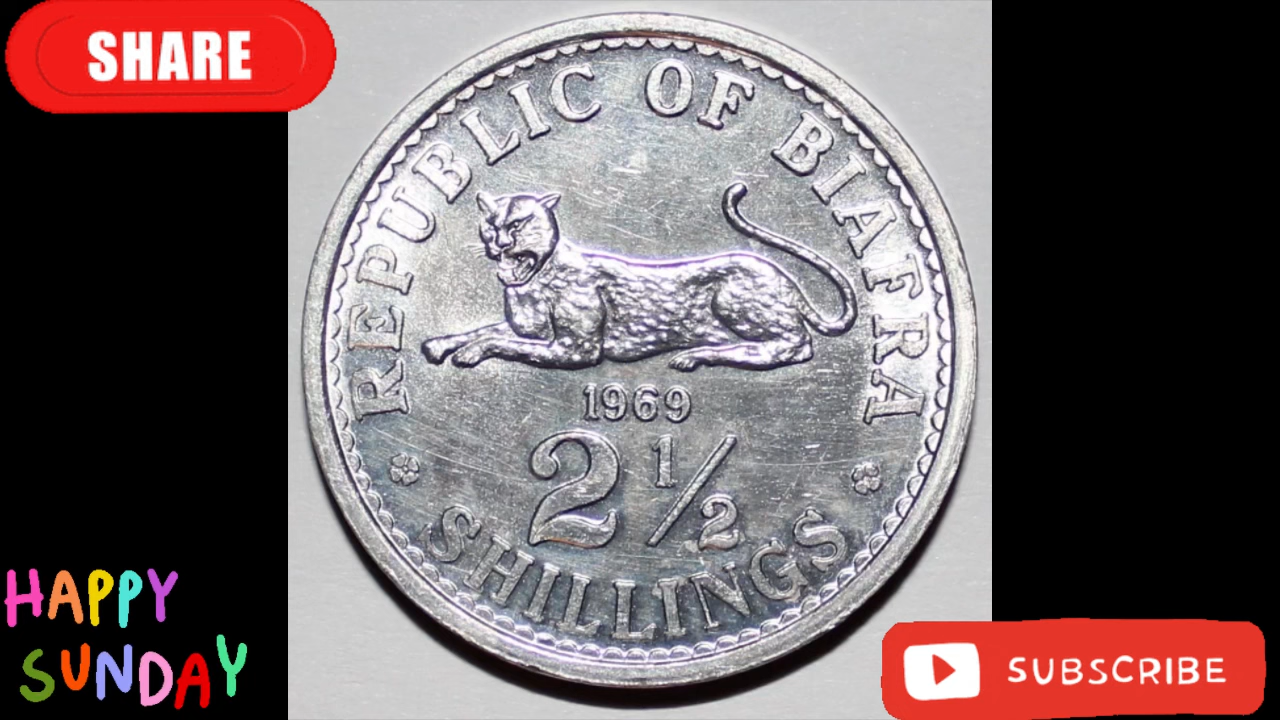 SHARE
REPUBLIC OF BIAFRA
1969
2 1/2
SHILLINGS
HAPPY
SUNDAY
SUBSCRIBE